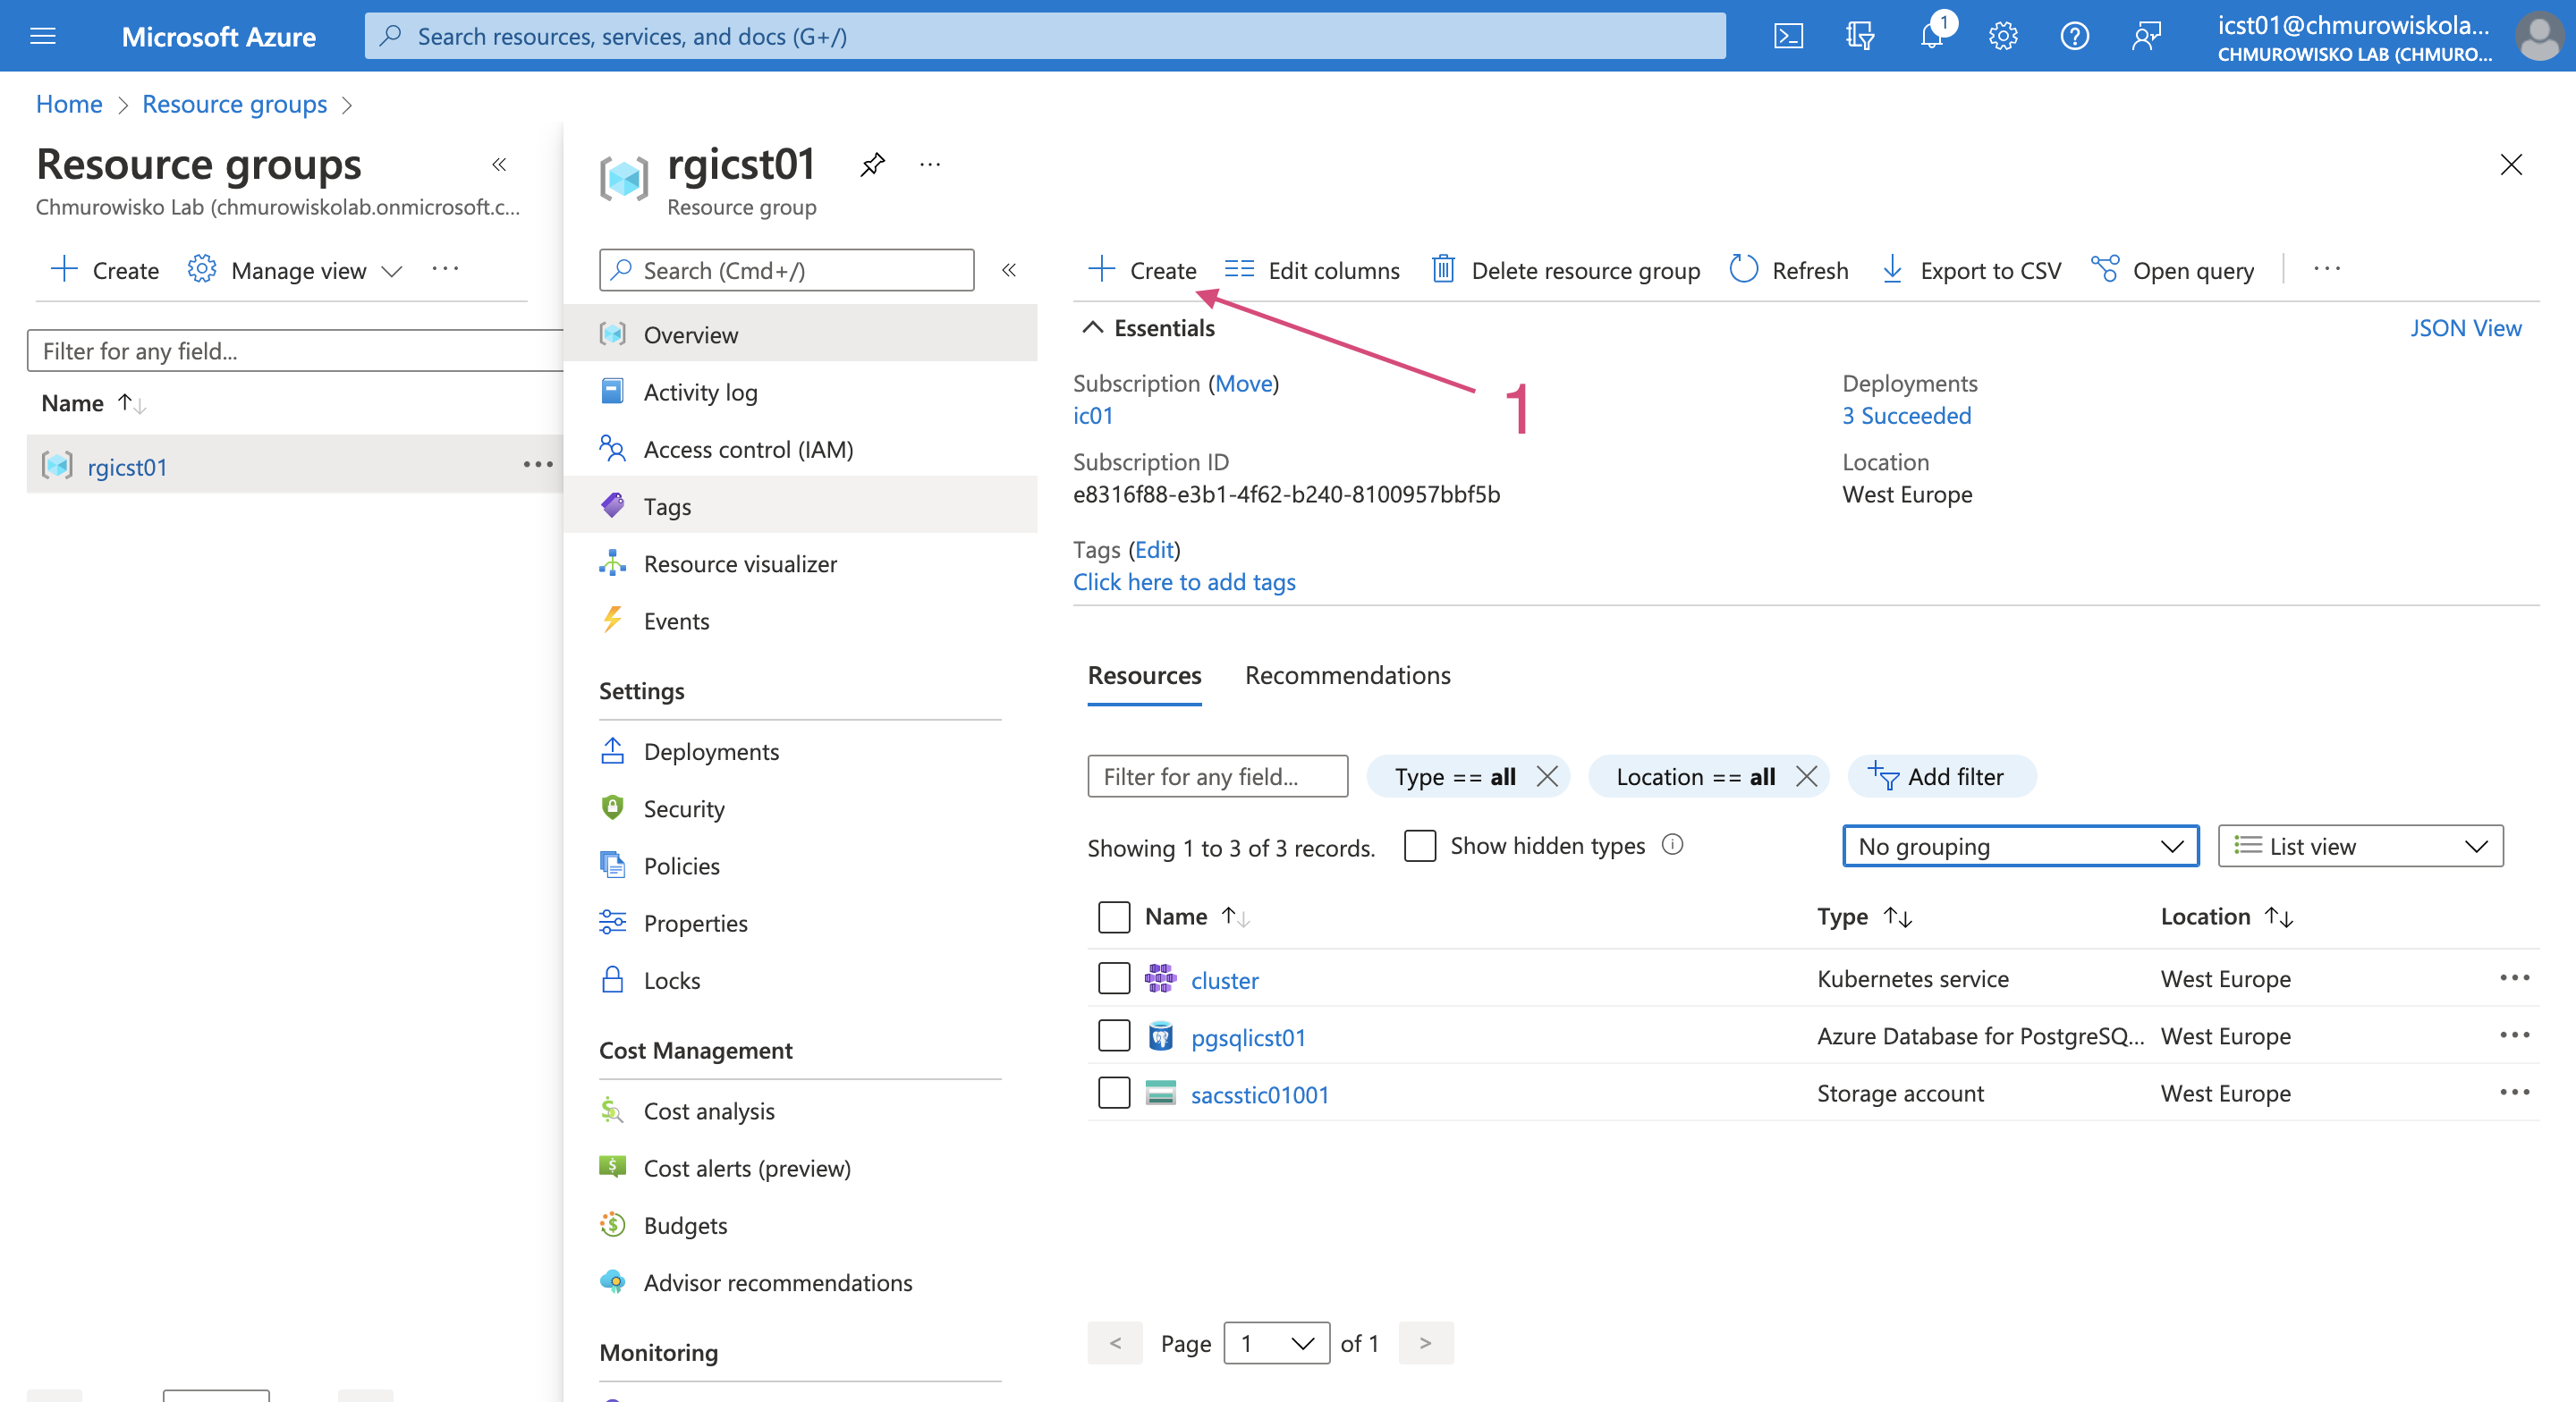 Microsoft Azure
Search resources, services, and docs (G+/)
1
icst01@chmurowiskola...
CHMUROWISKO LAB (CHMURO...
Home > Resource groups >
Resource groups «
Chmurowisko Lab (chmurowiskolab.onmicrosoft.c...
Create
Manage view
...
Filter for any field...
Name ↑↓
rgicst01 ...
rgicst01
...
Resource group
Search (Cmd+/)
«
Overview
Activity log
Access control (IAM)
Tags
Resource visualizer
Events
Settings
Deployments
Security
Policies
Properties
Locks
Cost Management
Cost analysis
Cost alerts (preview)
Budgets
Advisor recommendations
Monitoring
Create Edit columns Delete resource group Refresh Export to CSV Open query ...
Essentials
JSON View
1
Subscription (Move)
ic01
Subscription ID
e8316f88-e3b1-4f62-b240-8100957bbf5b
Deployments
3 Succeeded
Location
West Europe
Tags (Edit)
Click here to add tags
Resources Recommendations
Filter for any field... Type == all Location == all Add filter
Showing 1 to 3 of 3 records. Show hidden types No grouping List view
Name ↑↓ Type ↑↓ Location ↑↓
cluster Kubernetes service West Europe ...
pgsqlicst01 Azure Database for PostgreSQ... West Europe ...
sacsstic01001 Storage account West Europe ...
< Page 1 of 1 >